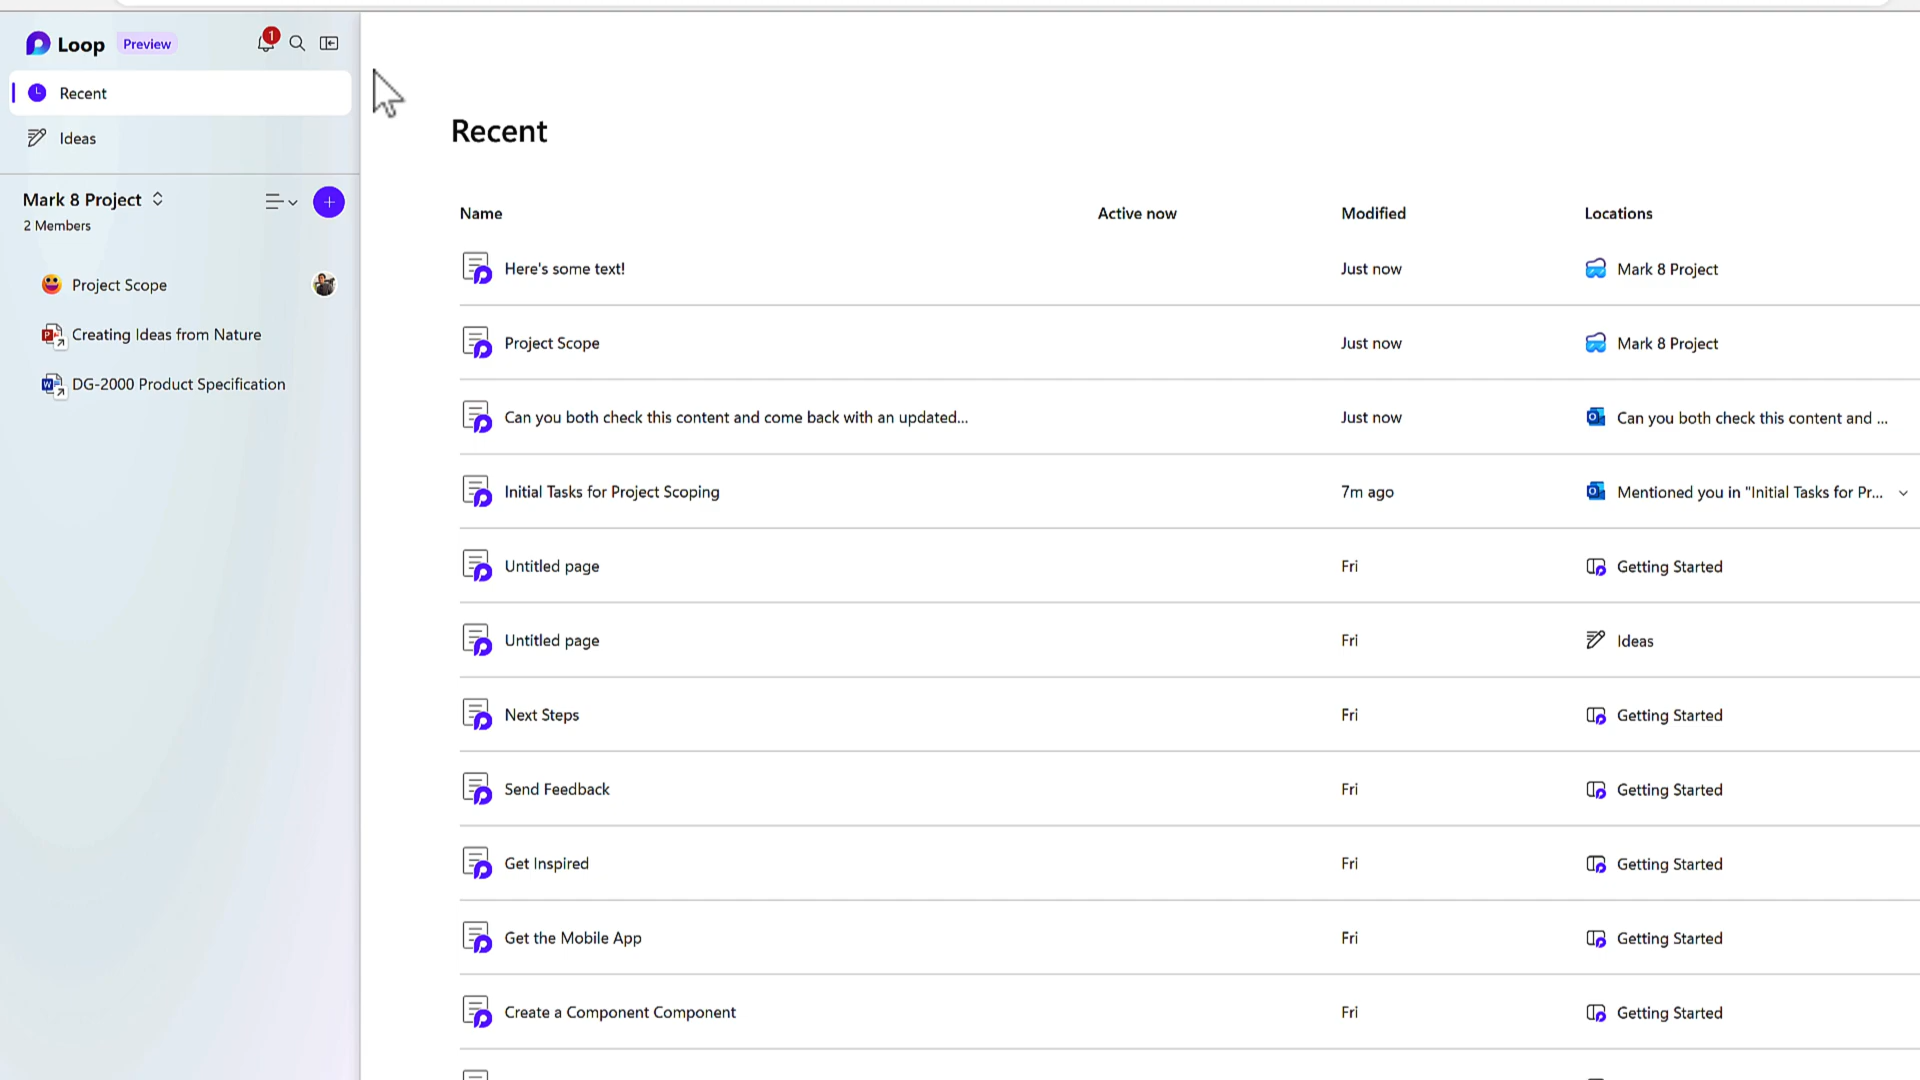 Loop Preview 1
Recent
Ideas
Mark 8 Project
2 Members
Project Scope
Creating Ideas from Nature
DG-2000 Product Specification
Recent
Name Active now Modified Locations
Here's some text! Just now Mark 8 Project
Project Scope Just now Mark 8 Project
Can you both check this content and come back with an updated... Just now Can you both check this content and ...
Initial Tasks for Project Scoping 7m ago Mentioned you in "Initial Tasks for Pr...
Untitled page Fri Getting Started
Untitled page Fri Ideas
Next Steps Fri Getting Started
Send Feedback Fri Getting Started
Get Inspired Fri Getting Started
Get the Mobile App Fri Getting Started
Create a Component Component Fri Getting Started